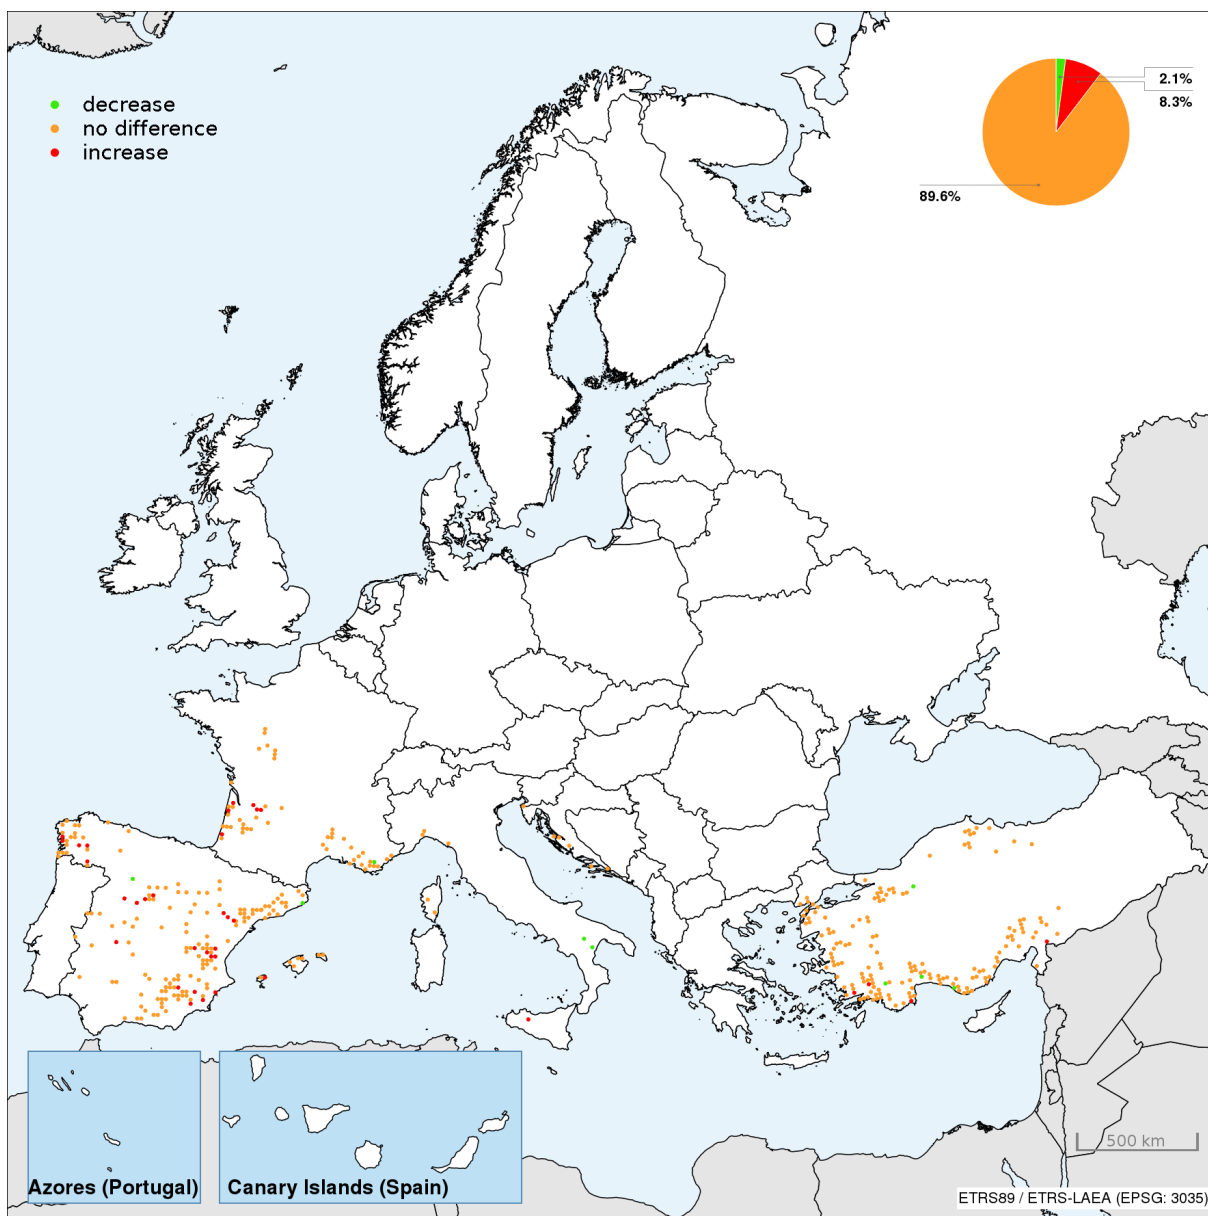 decrease
no difference
increase
2.1%
8.3%
89.6%
500 km
Azores (Portugal)
Canary Islands (Spain)
ETRS89 / ETRS-LAEA (EPSG: 3035)